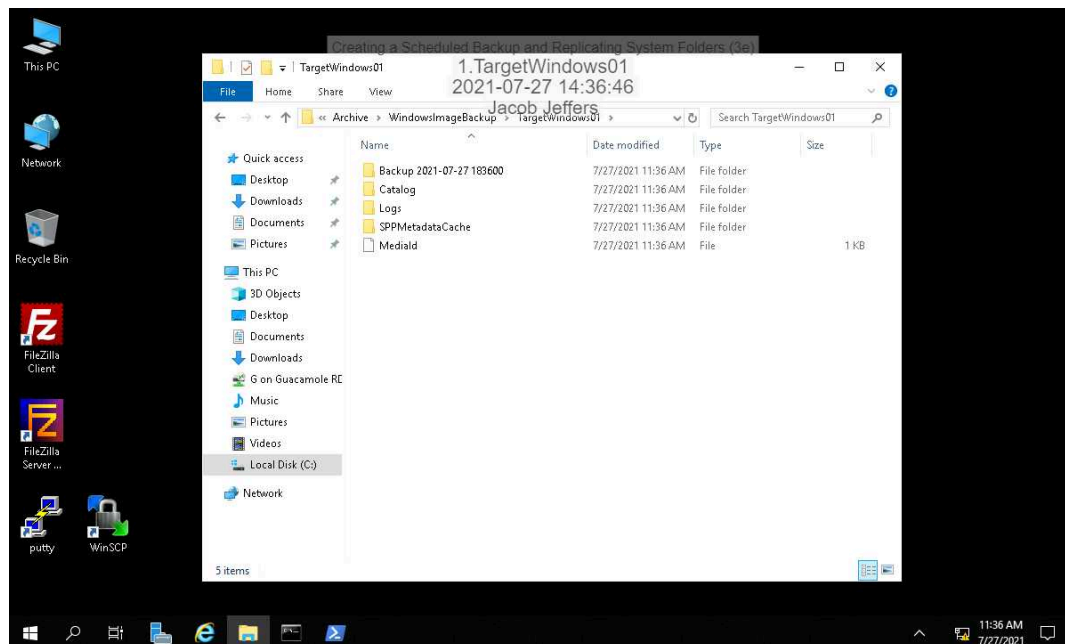 This PC
Network
Recycle Bin
FileZilla
Client
FileZilla
Server ...
putty
WinSCP
Creating a Scheduled Backup and Replicating System Folders (3e)
1.TargetWindows01
2021-07-27 14:36:46
Jacob Jeffers
TargetWindows01
File Home Share View
« Archive › WindowsImageBackup › TargetWindows01 ›
Search TargetWindows01
Quick access
Desktop
Downloads
Documents
Pictures
This PC
3D Objects
Desktop
Documents
Downloads
G on Guacamole RD
Music
Pictures
Videos
Local Disk (C:)
Network
Name Date modified Type Size
Backup 2021-07-27 183600 7/27/2021 11:36 AM File folder
Catalog 7/27/2021 11:36 AM File folder
Logs 7/27/2021 11:36 AM File folder
SPPMetadataCache 7/27/2021 11:36 AM File folder
MediaId 7/27/2021 11:36 AM File 1 KB
5 items
11:36 AM
7/27/2021